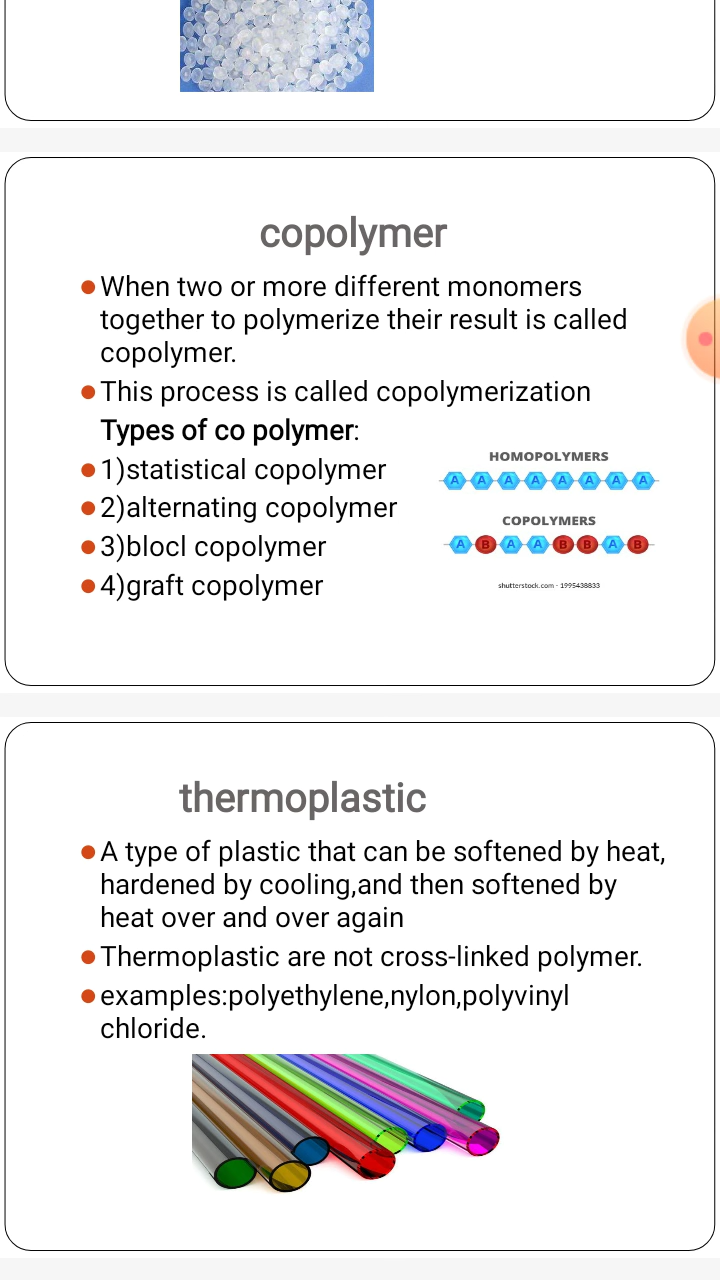 copolymer
●When two or more different monomers
together to polymerize their result is called
copolymer.
●This process is called copolymerization
Types of co polymer:
●1)statistical copolymer
●2)alternating copolymer
●3)blocl copolymer
●4)graft copolymer
HOMOPOLYMERS
A A A A A A A A
COPOLYMERS
A B A A B B A B
shutterstock.com · 1995438833
thermoplastic
●A type of plastic that can be softened by heat,
hardened by cooling,and then softened by
heat over and over again
●Thermoplastic are not cross-linked polymer.
●examples:polyethylene,nylon,polyvinyl
chloride.